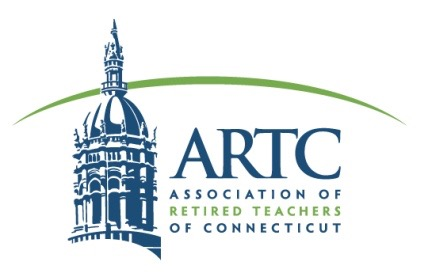 ARTC
ASSOCIATION OF
RETIRED TEACHERS
OF CONNECTICUT